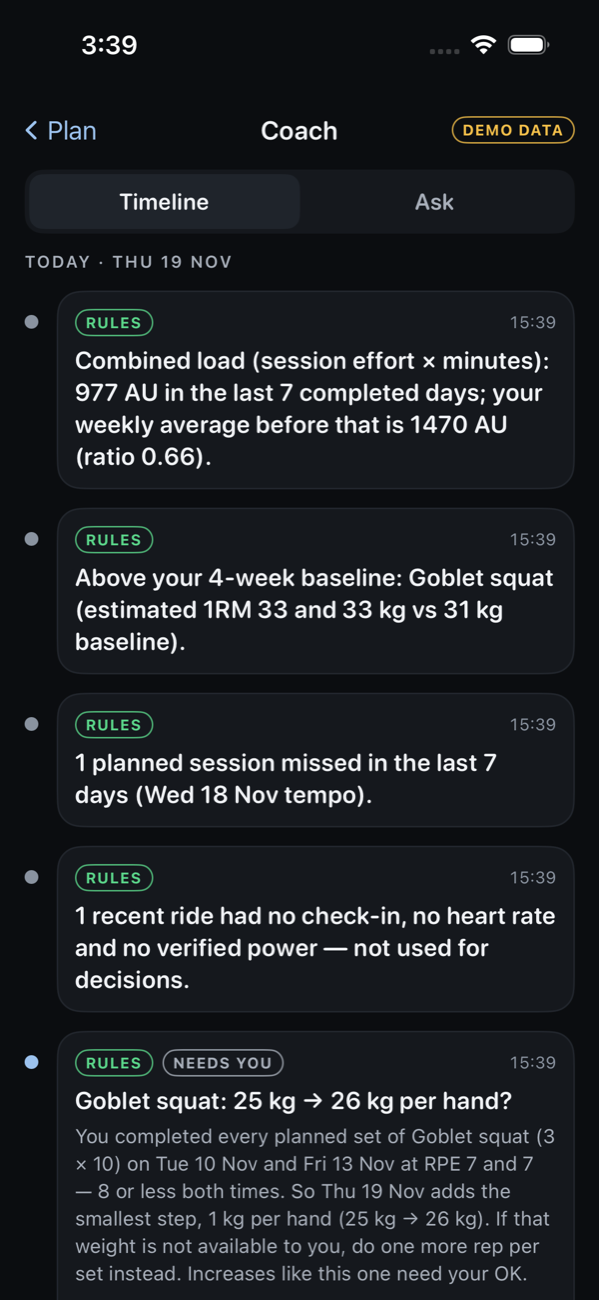 3:39
Plan
Coach
DEMO DATA
Timeline
Ask
TODAY · THU 19 NOV
RULES
15:39
Combined load (session effort × minutes):
977 AU in the last 7 completed days; your
weekly average before that is 1470 AU
(ratio 0.66).
RULES
15:39
Above your 4-week baseline: Goblet squat
(estimated 1RM 33 and 33 kg vs 31 kg
baseline).
RULES
15:39
1 planned session missed in the last 7
days (Wed 18 Nov tempo).
RULES
15:39
1 recent ride had no check-in, no heart rate
and no verified power — not used for
decisions.
RULES
NEEDS YOU
15:39
Goblet squat: 25 kg → 26 kg per hand?
You completed every planned set of Goblet squat (3
× 10) on Tue 10 Nov and Fri 13 Nov at RPE 7 and 7
— 8 or less both times. So Thu 19 Nov adds the
smallest step, 1 kg per hand (25 kg → 26 kg). If that
weight is not available to you, do one more rep per
set instead. Increases like this one need your OK.